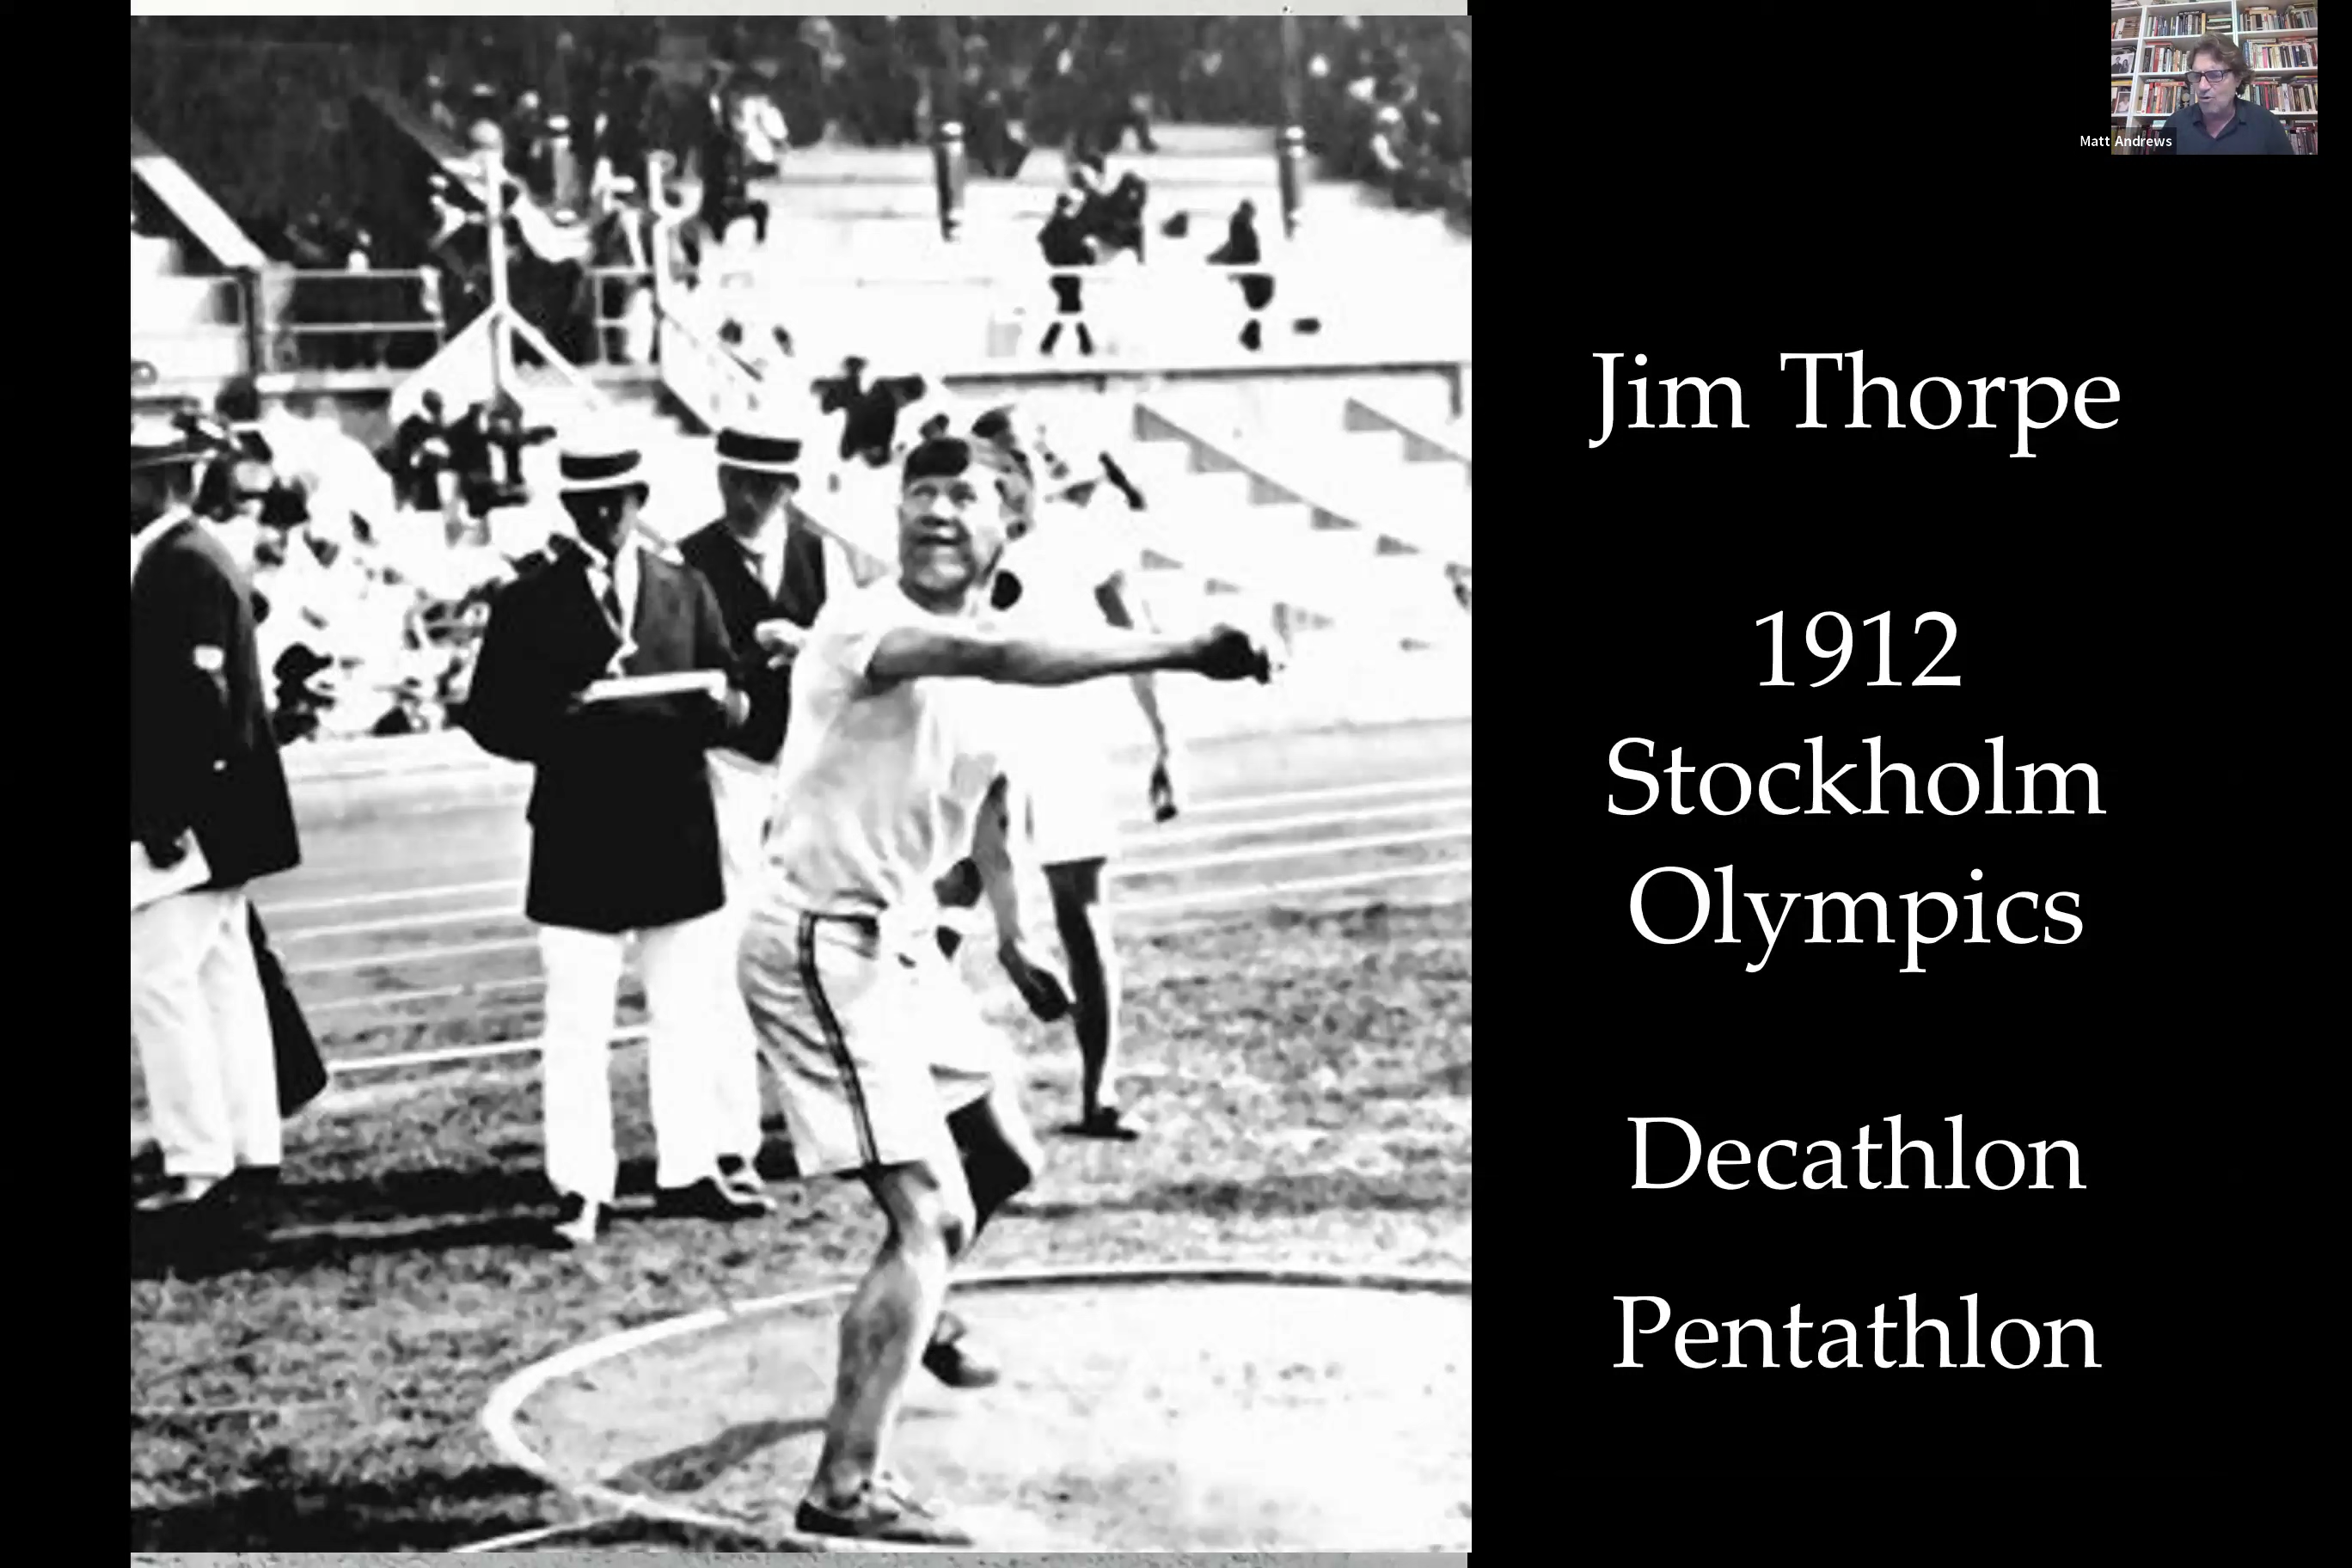 Matt Andrews
Jim Thorpe
1912
Stockholm
Olympics
Decathlon
Pentathlon